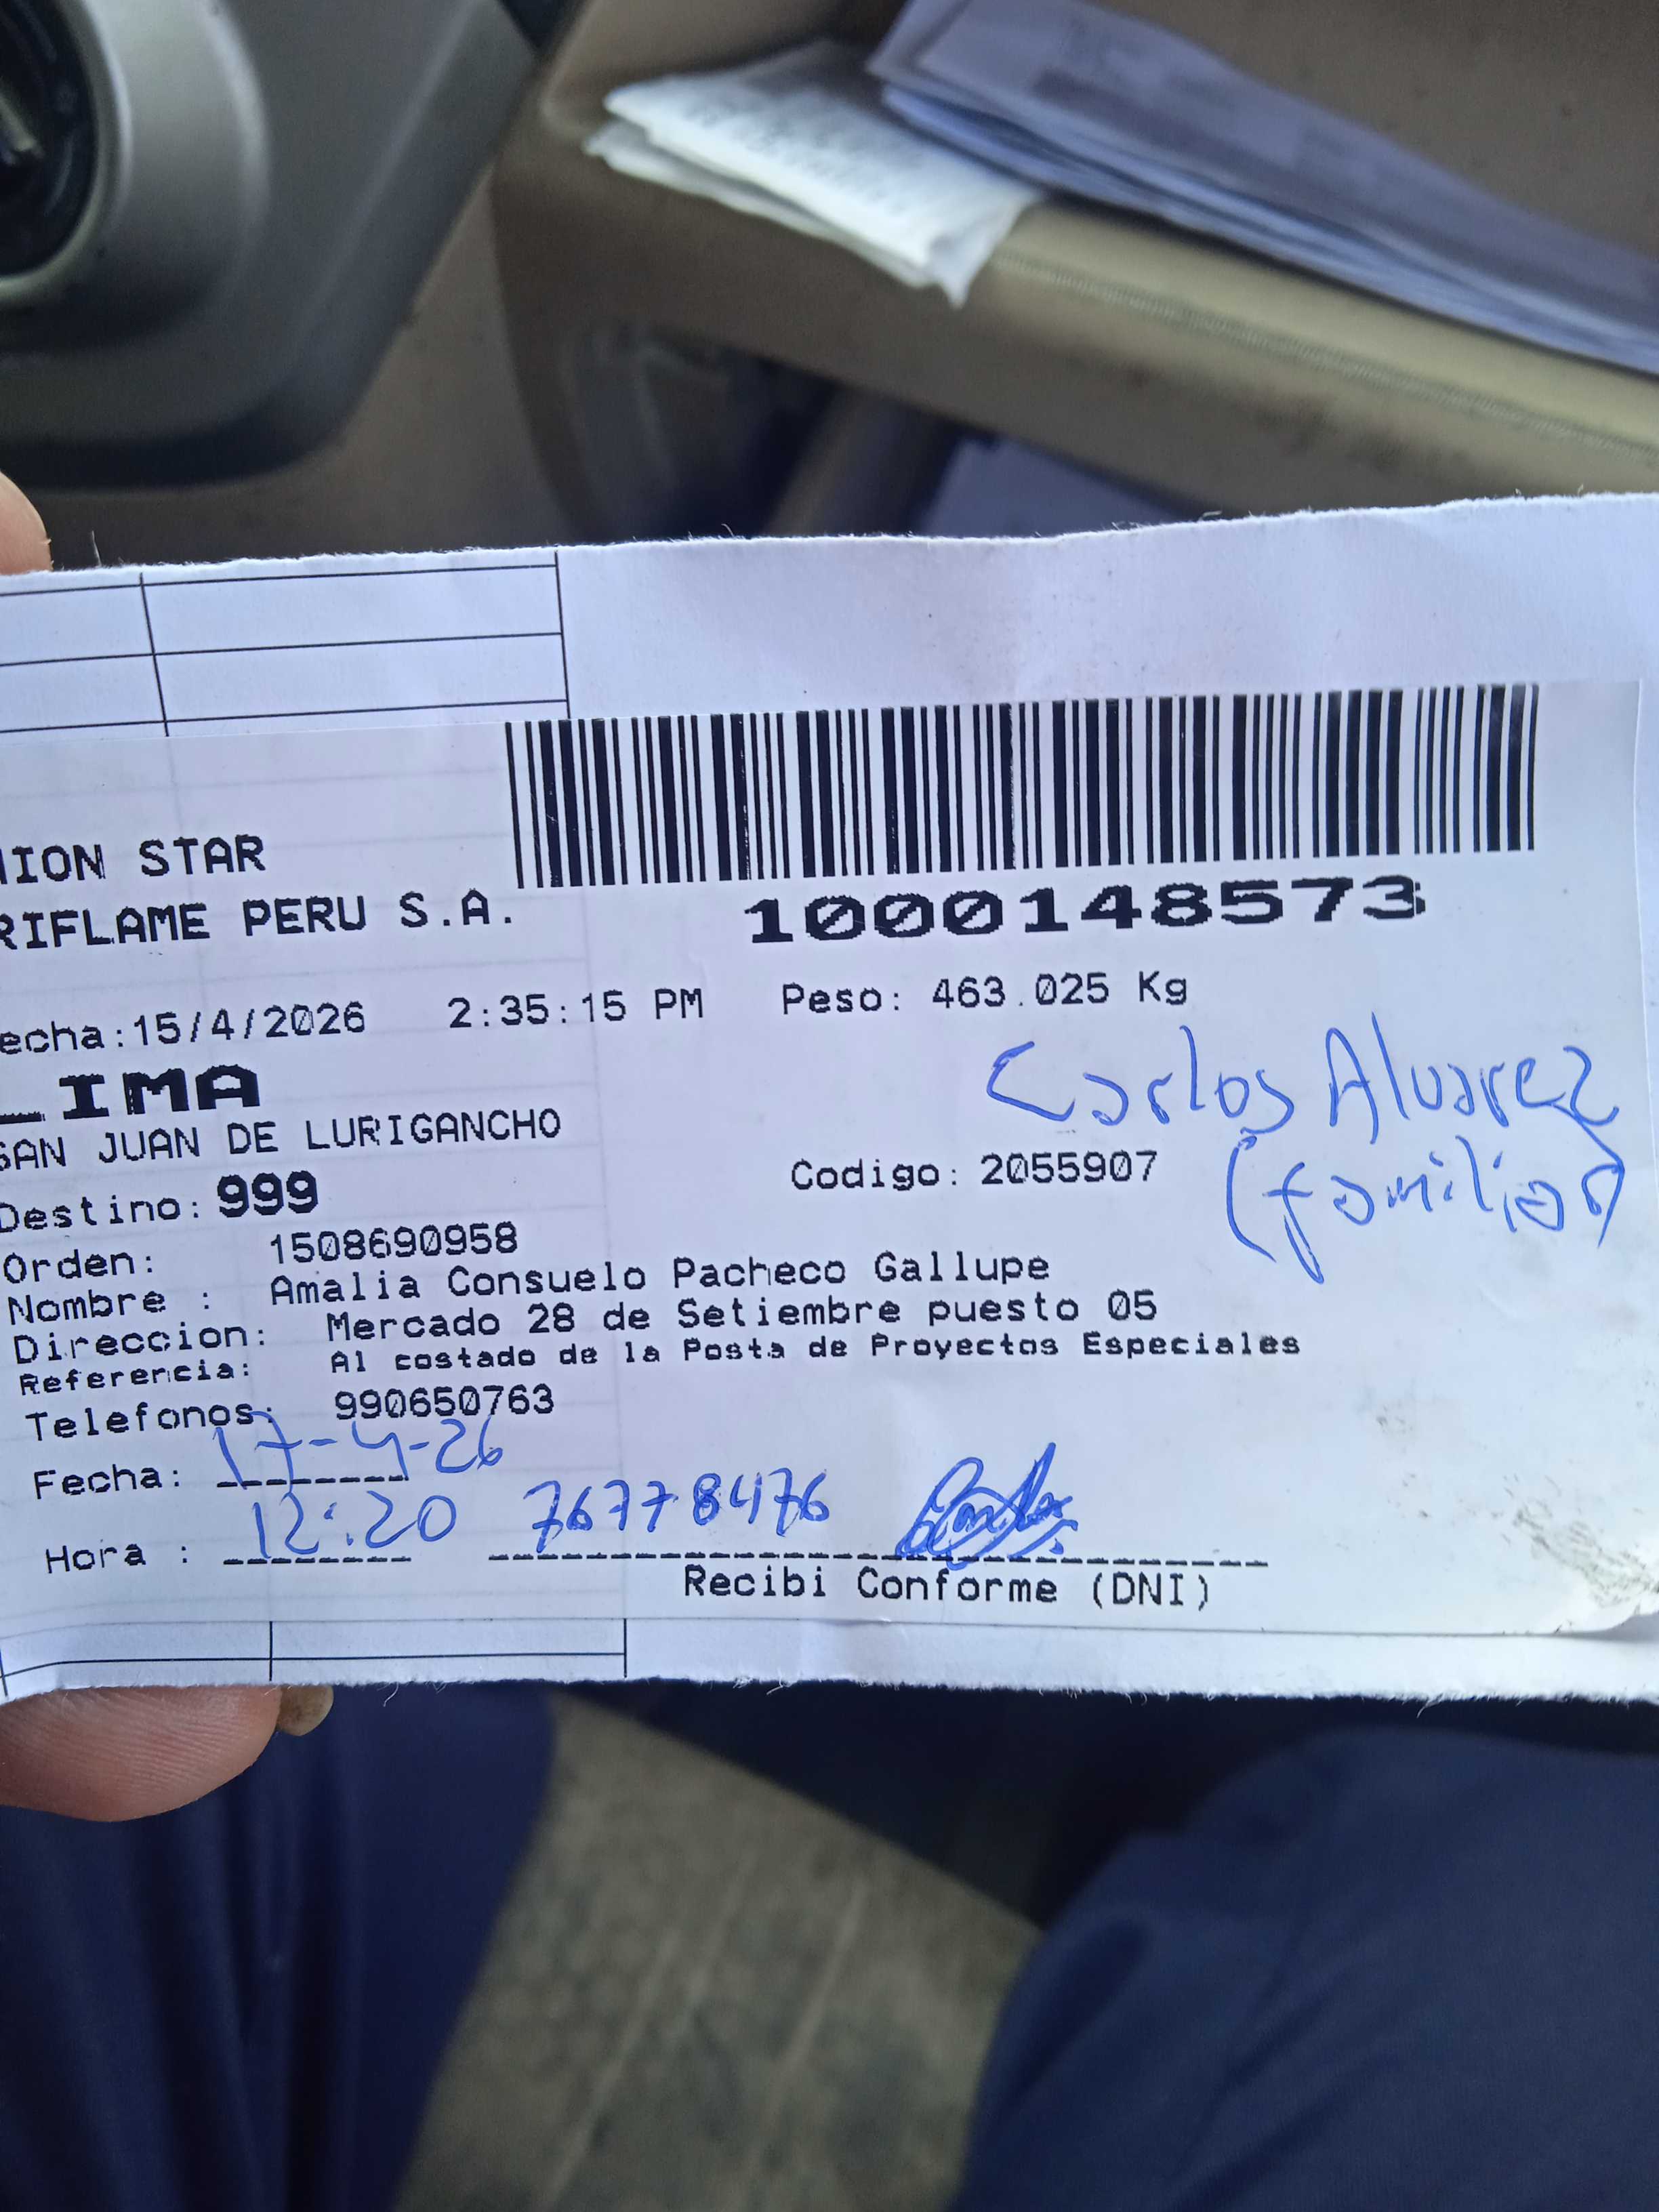 NION STAR
RIFLAME PERU S.A.
1000148573
echa:15/4/2026 2:35:15 PM Peso: 463.025 Kg
LIMA
SAN JUAN DE LURIGANCHO
Carlos Alvarez
(familiar)
Destino: 999
Codigo: 2055907
Orden: 1508690958
Nombre : Amalia Consuelo Pacheco Gallupe
Direccion: Mercado 28 de Setiembre puesto 05
Referencia: Al costado de la Posta de Proyectos Especiales
Telefonos: 990650763
Fecha: 17-4-26
Hora : 12:20 76778476
Recibi Conforme (DNI)